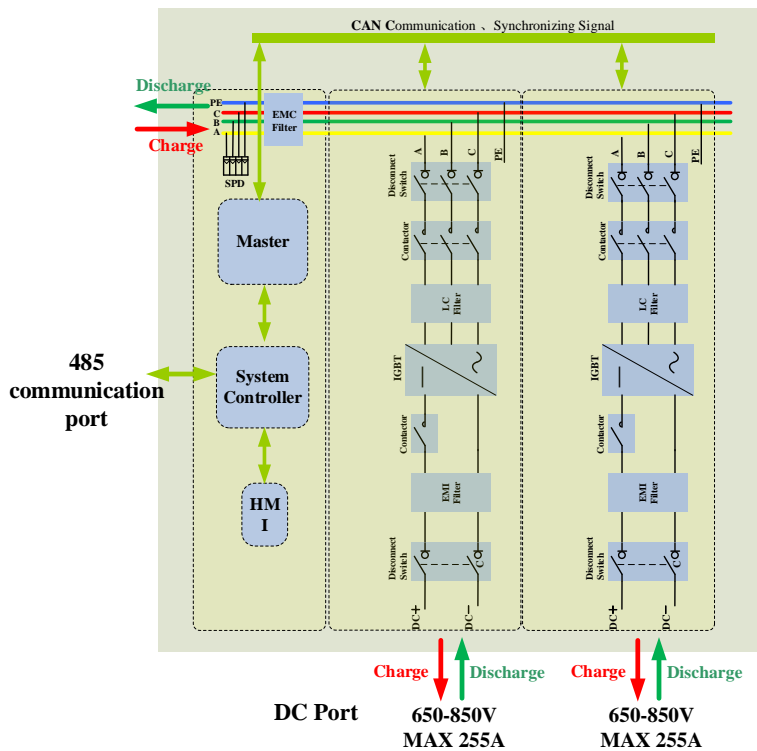 CAN Communication 、Synchronizing Signal
Discharge
Charge
PE
C
B
A
EMC
Filter
SPD
Master
485
communication
port
System
Controller
HM
I
A
B
C
PE
Disconnect
Switch
Contactor
LC
Filter
IGBT
Contactor
EMI
Filter
Disconnect
Switch
C
DC+
DC-
A
B
C
PE
Disconnect
Switch
Contactor
LC
Filter
IGBT
Contactor
EMI
Filter
Disconnect
Switch
C
DC+
DC-
Charge
Discharge
Charge
Discharge
DC Port
650-850V
MAX 255A
650-850V
MAX 255A